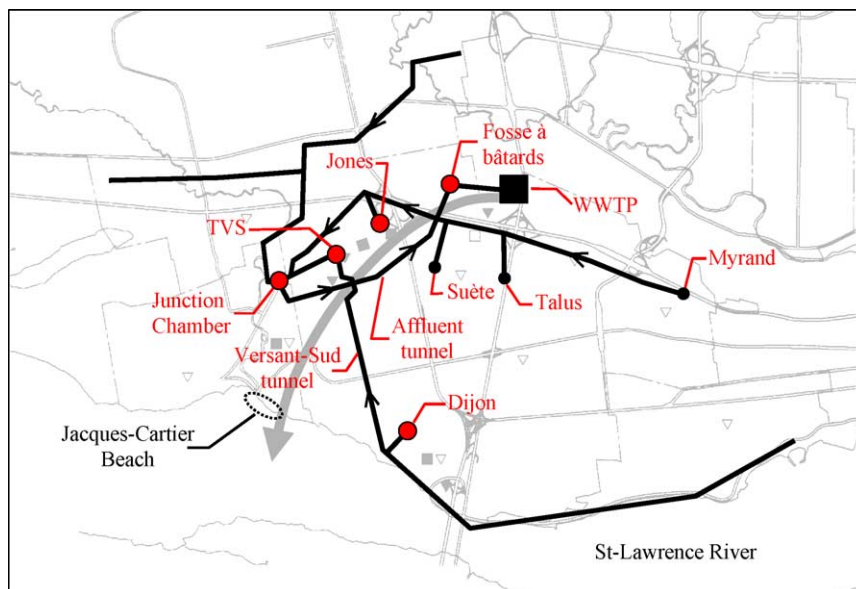 Fosse à
bâtards
Jones
WWTP
TVS
Myrand
Suète
Talus
Junction
Chamber
Affluent
tunnel
Versant-Sud
tunnel
Dijon
Jacques-Cartier
Beach
St-Lawrence River